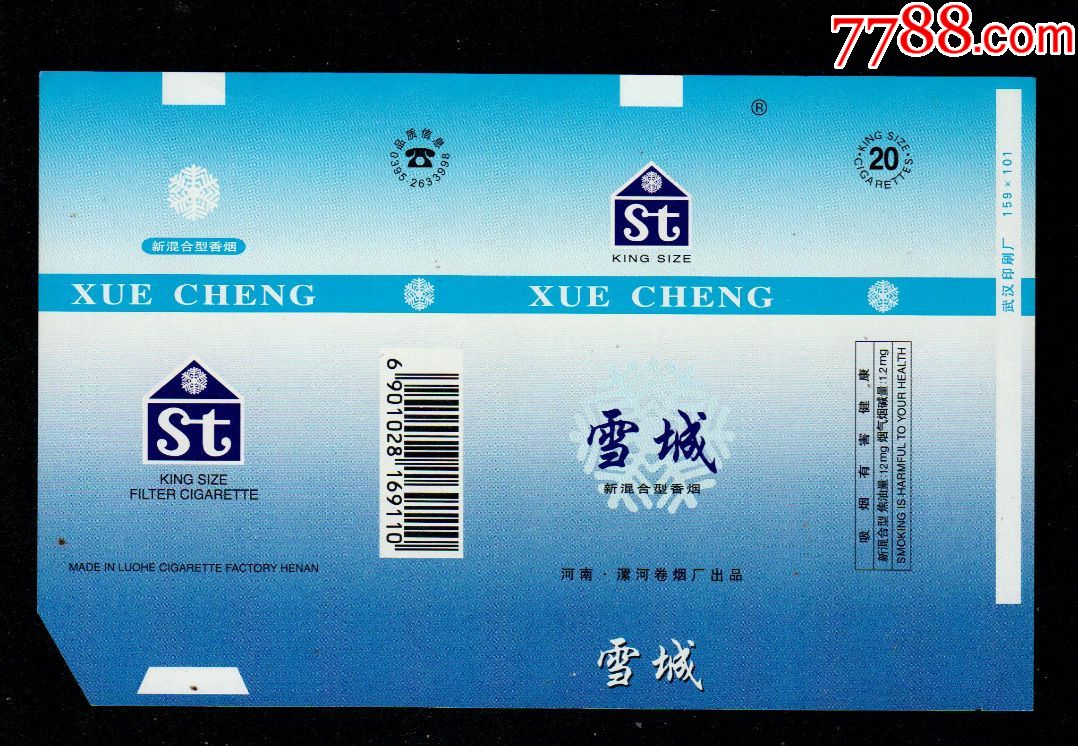 7788.com
®
品质信息
0395-2633998
KING SIZE
20
CIGARETTES
新混合型香烟
St
KING SIZE
XUE CHENG
XUE CHENG
St
KING SIZE
FILTER CIGARETTE
MADE IN LUOHE CIGARETTE FACTORY HENAN
6 901028 169110
雪城
新混合型香烟
河南·漯河卷烟厂出品
雪城
吸烟有害健康
新混合型 焦油量:12mg 烟气烟碱量:1.2mg
SMOKING IS HARMFUL TO YOUR HEALTH
武汉印刷厂 159×101